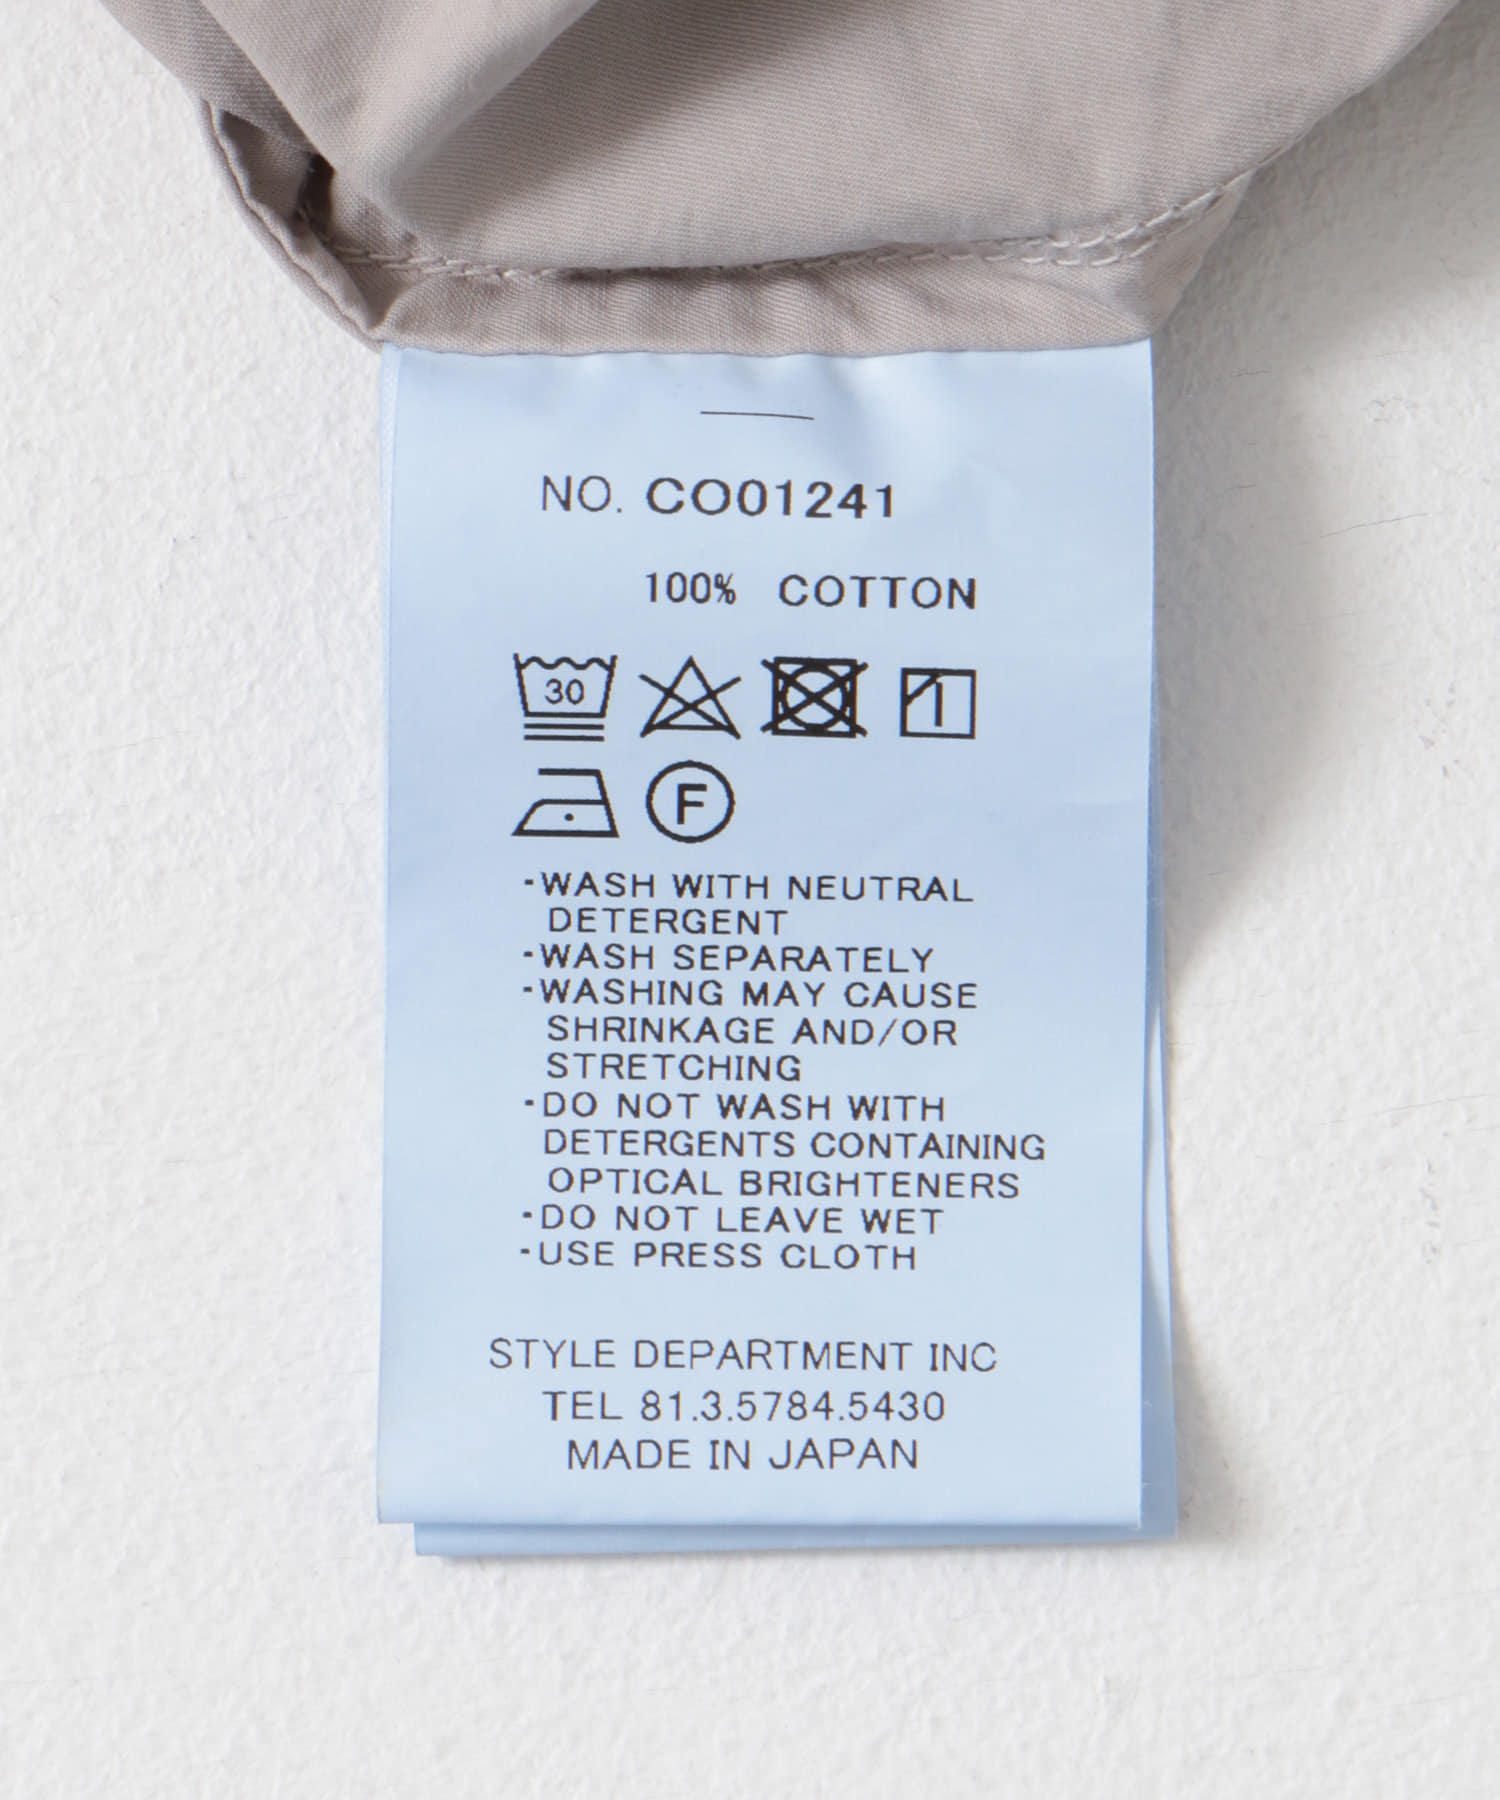 NO. CO01241
100% COTTON
30
F
-WASH WITH NEUTRAL
DETERGENT
-WASH SEPARATELY
-WASHING MAY CAUSE
SHRINKAGE AND/OR
STRETCHING
-DO NOT WASH WITH
DETERGENTS CONTAINING
OPTICAL BRIGHTENERS
-DO NOT LEAVE WET
-USE PRESS CLOTH
STYLE DEPARTMENT INC
TEL 81.3.5784.5430
MADE IN JAPAN